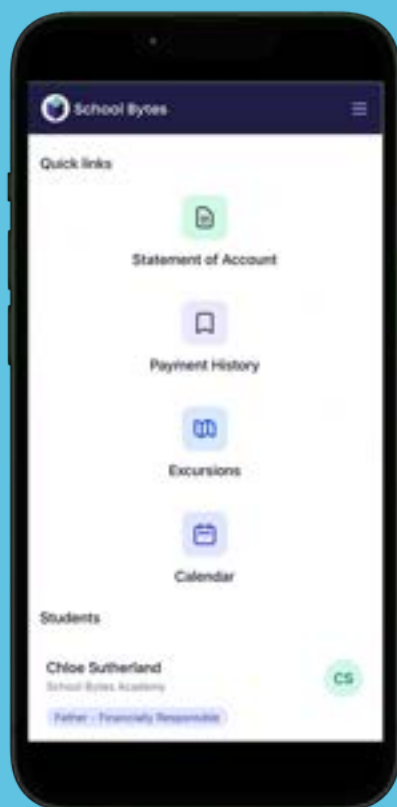 School Bytes
Quick links
Statement of Account
Payment History
Excursions
Calendar
Students
Chloe Sutherland
CS
School Bytes Academy
Father - Financially Responsible